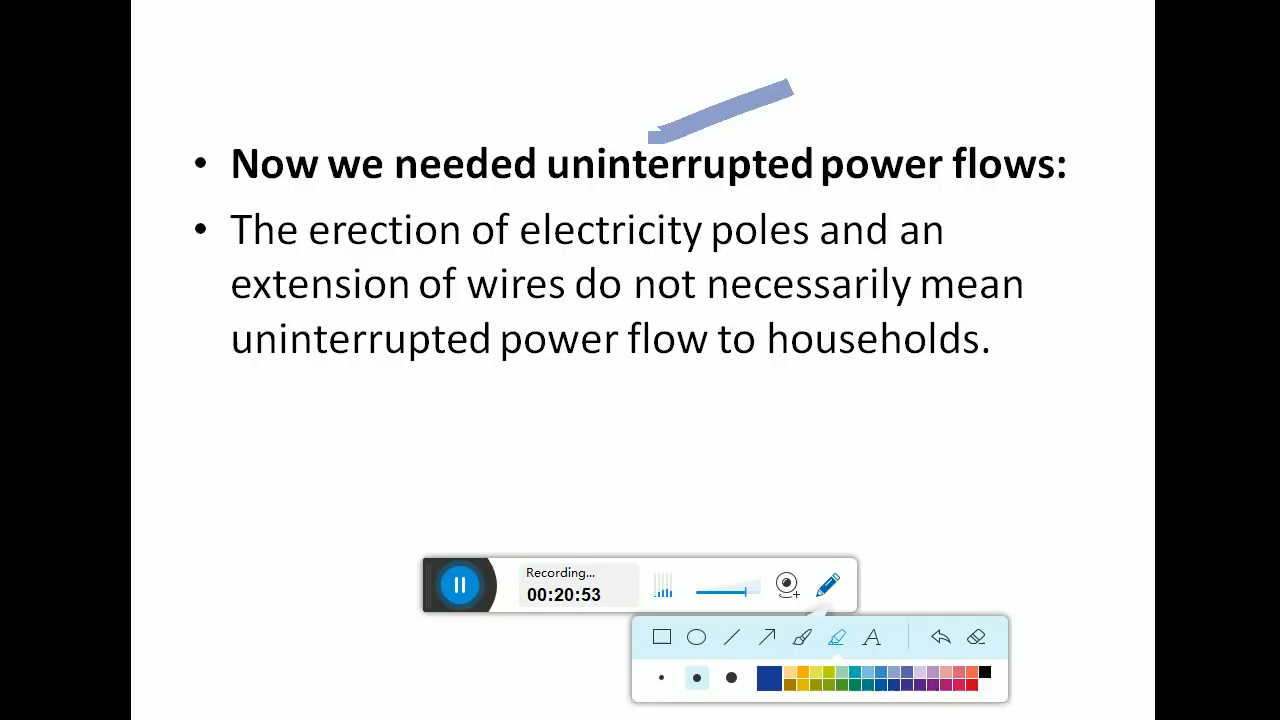 • Now we needed uninterrupted power flows:
• The erection of electricity poles and an
extension of wires do not necessarily mean
uninterrupted power flow to households.
Recording...
00:20:53
A